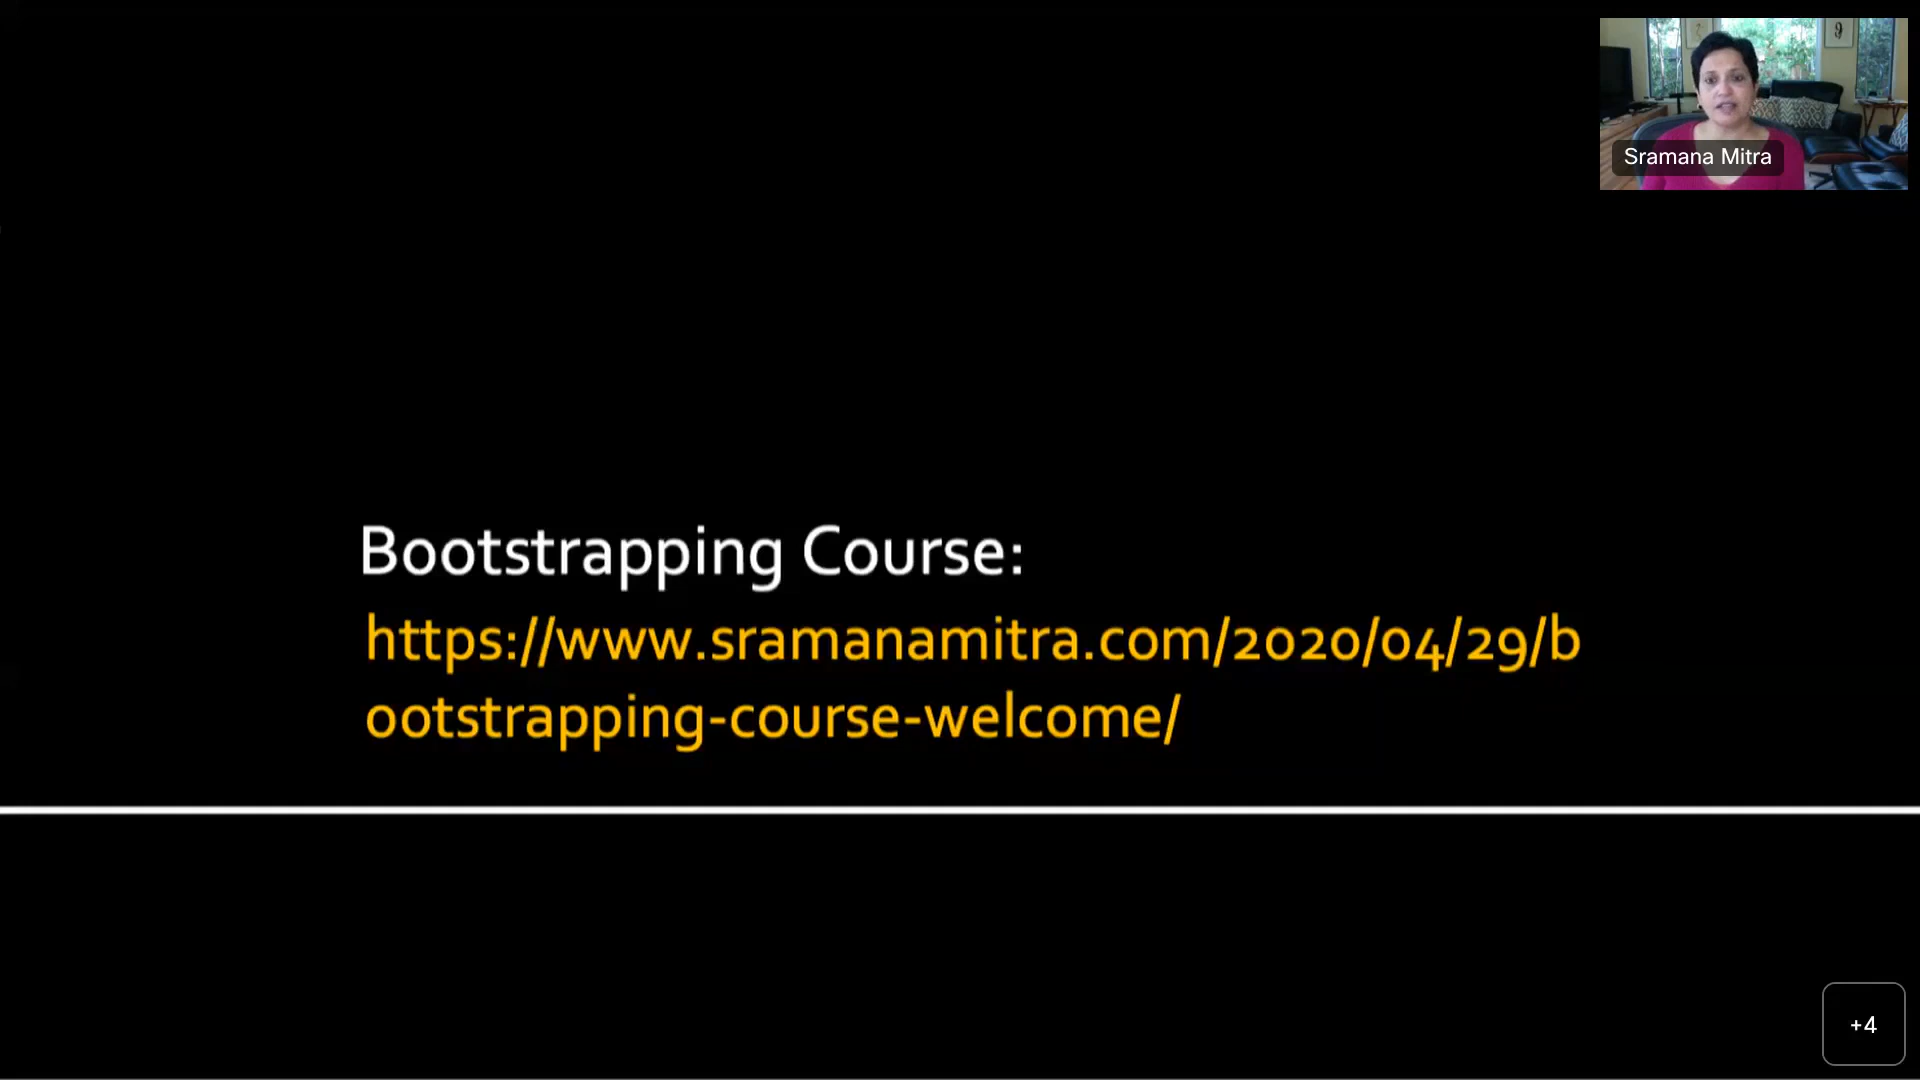 Sramana Mitra
Bootstrapping Course:
https://www.sramanamitra.com/2020/04/29/b
ootstrapping-course-welcome/
+4